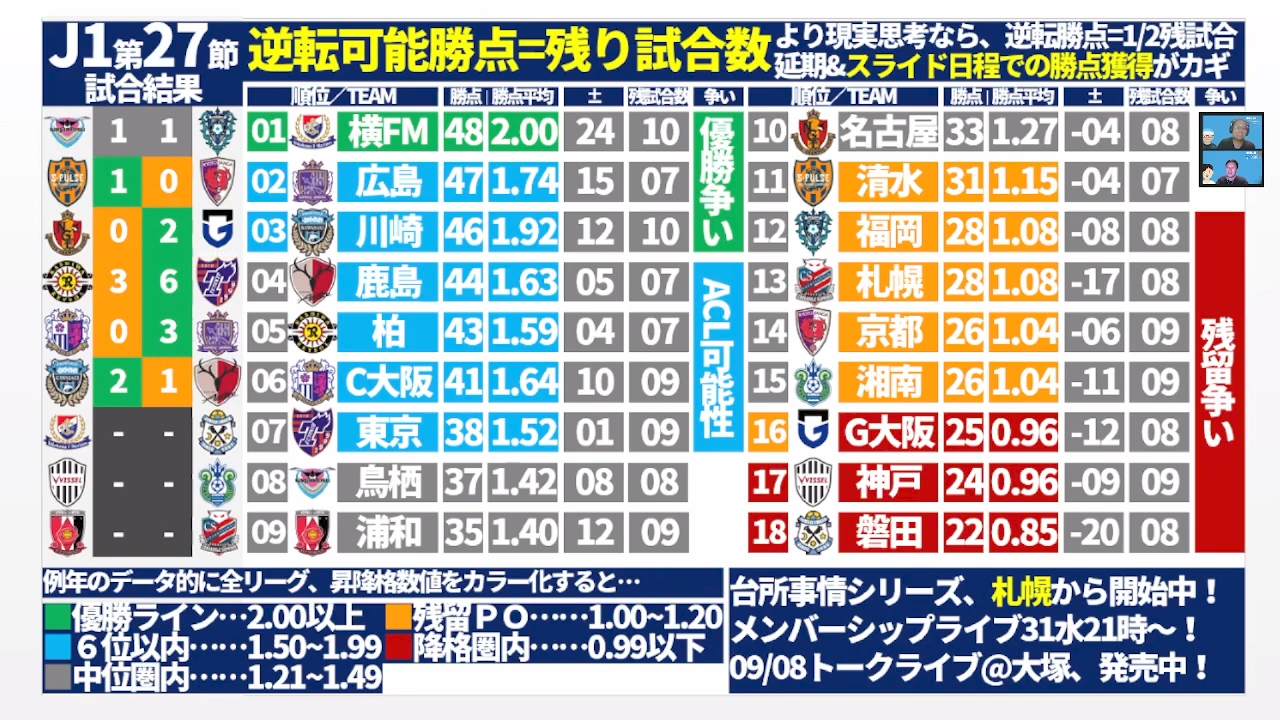 J1第27節
試合結果
逆転可能勝点=残り試合数
より現実思考なら、逆転勝点=1/2残試合
延期&スライド日程での勝点獲得がカギ
1 1
1 0
0 2
3 6
0 3
2 1
- -
- -
- -
順位／TEAM 勝点 勝点平均 ± 残試合数 争い
01 横FM 48 2.00 24 10
02 広島 47 1.74 15 07
03 川崎 46 1.92 12 10
04 鹿島 44 1.63 05 07
05 柏 43 1.59 04 07
06 C大阪 41 1.64 10 09
07 東京 38 1.52 01 09
08 鳥栖 37 1.42 08 08
09 浦和 35 1.40 12 09
優勝争い
ACL可能性
順位／TEAM 勝点 勝点平均 ± 残試合数 争い
10 名古屋 33 1.27 -04 08
11 清水 31 1.15 -04 07
12 福岡 28 1.08 -08 08
13 札幌 28 1.08 -17 08
14 京都 26 1.04 -06 09
15 湘南 26 1.04 -11 09
16 G大阪 25 0.96 -12 08
17 神戸 24 0.96 -09 09
18 磐田 22 0.85 -20 08
残留争い
例年のデータ的に全リーグ、昇降格数値をカラー化すると…
優勝ライン…2.00以上
６位以内……1.50~1.99
中位圏内……1.21~1.49
残留ＰＯ……1.00~1.20
降格圏内……0.99以下
台所事情シリーズ、札幌から開始中！
メンバーシップライブ31水21時～！
09/08トークライブ@大塚、発売中！